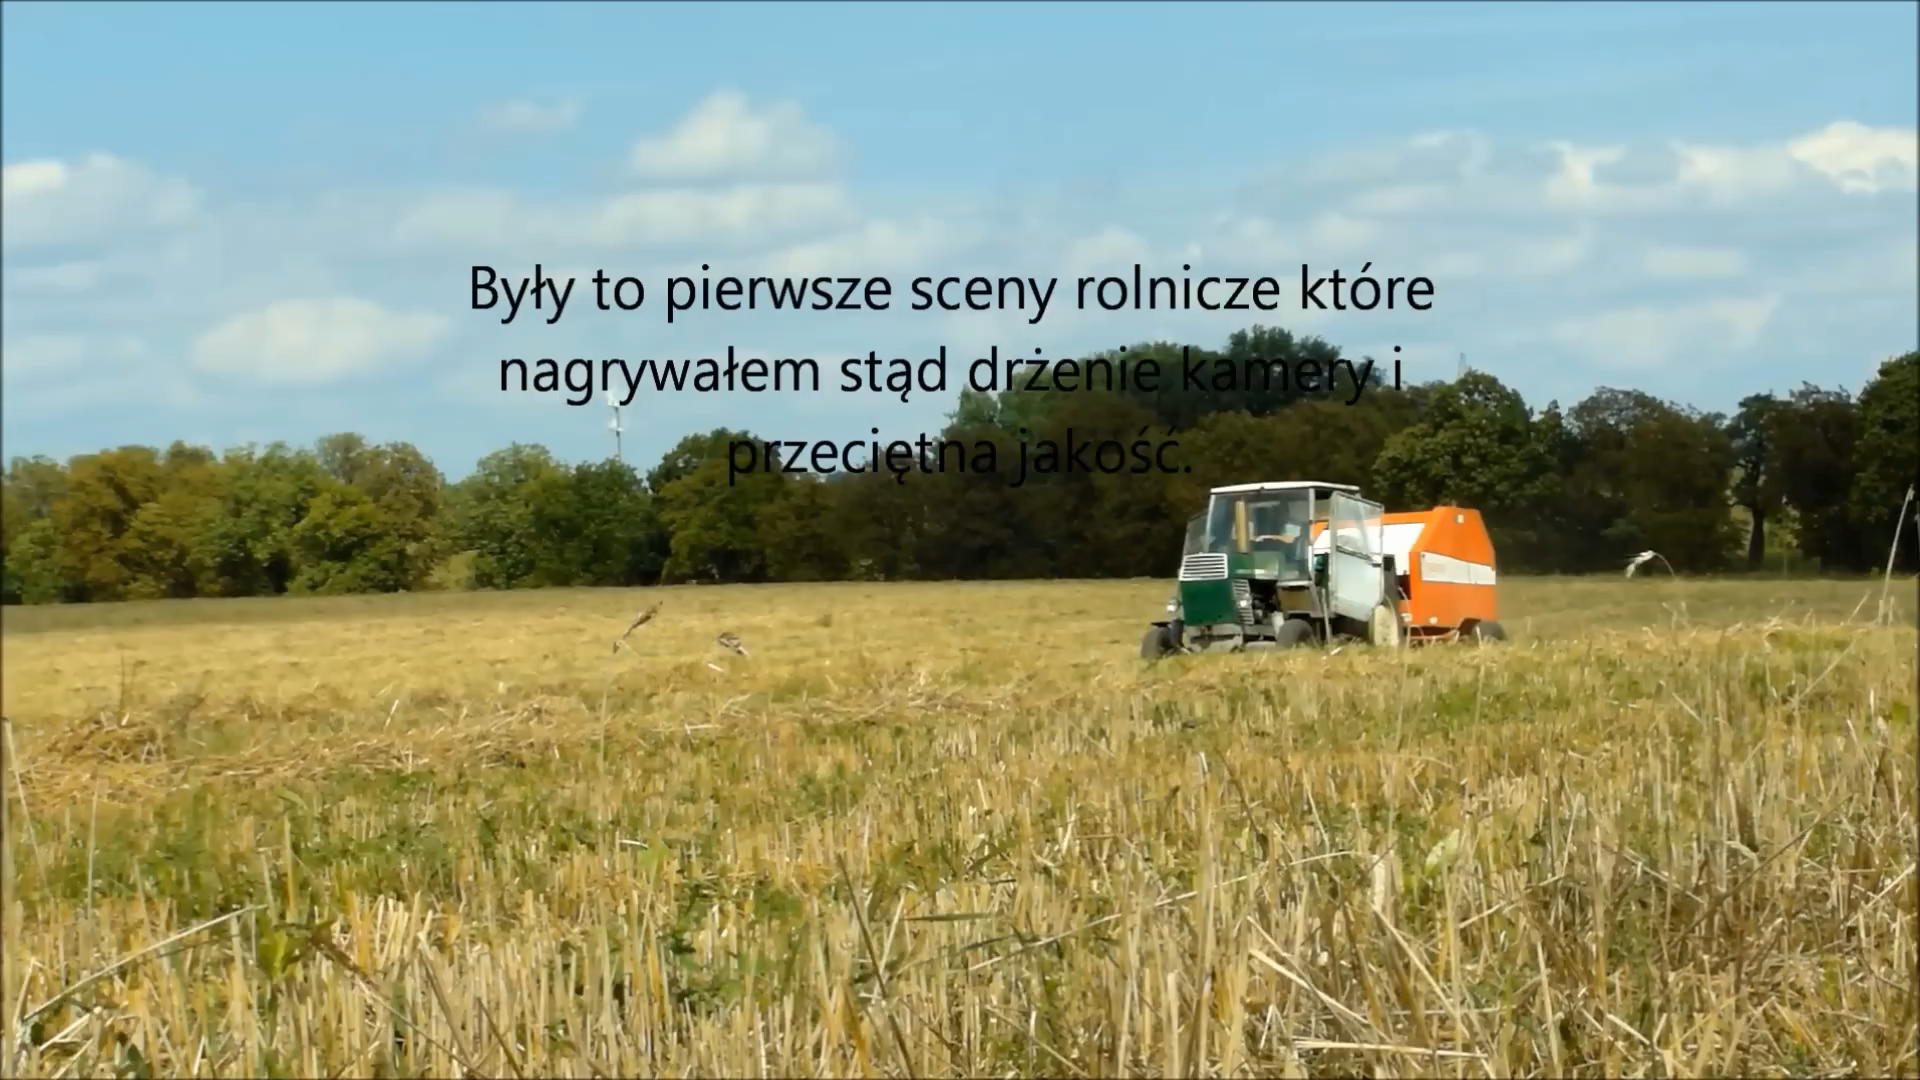 Były to pierwsze sceny rolnicze które
nagrywałem stąd drżenie kamery i
przeciętna jakość.